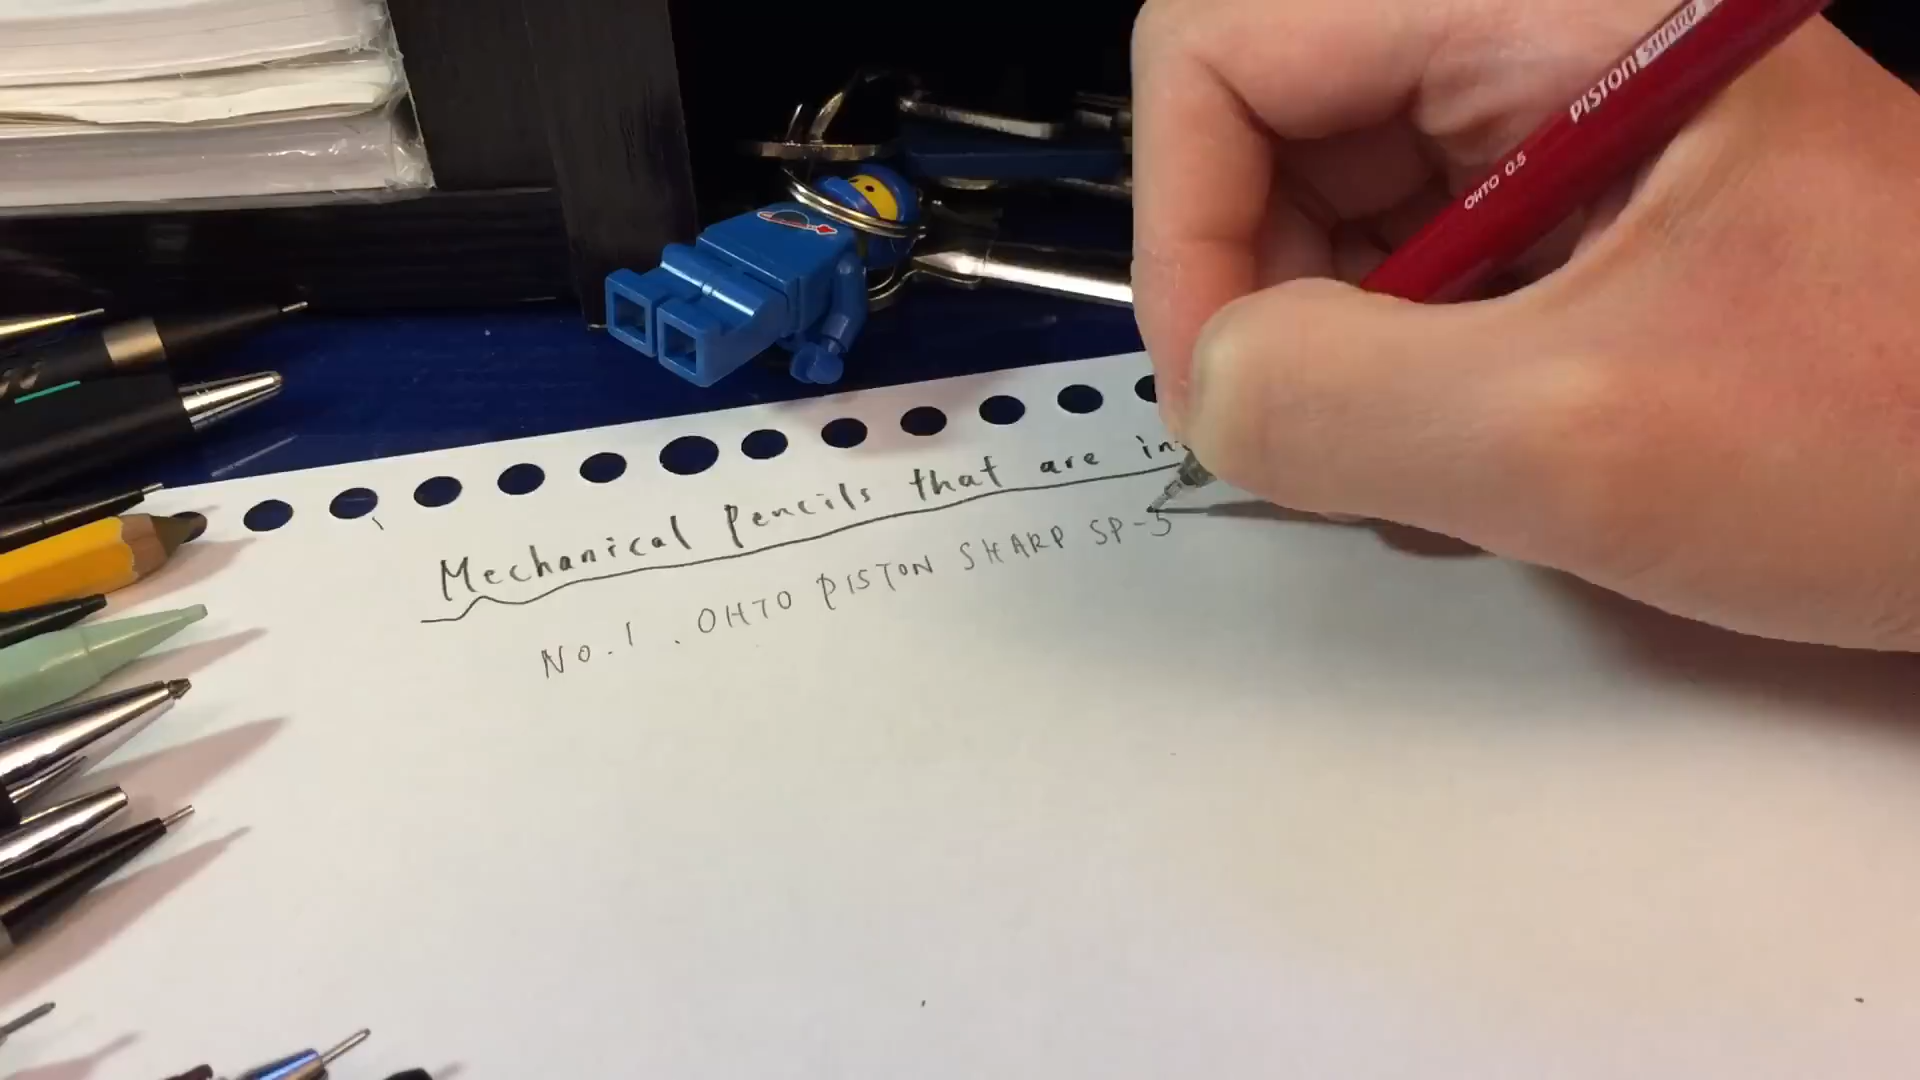 PISTON SHARP
OHTO 0.5
Mechanical Pencils that are
No.1. OHTO PISTON SHARP SP-5